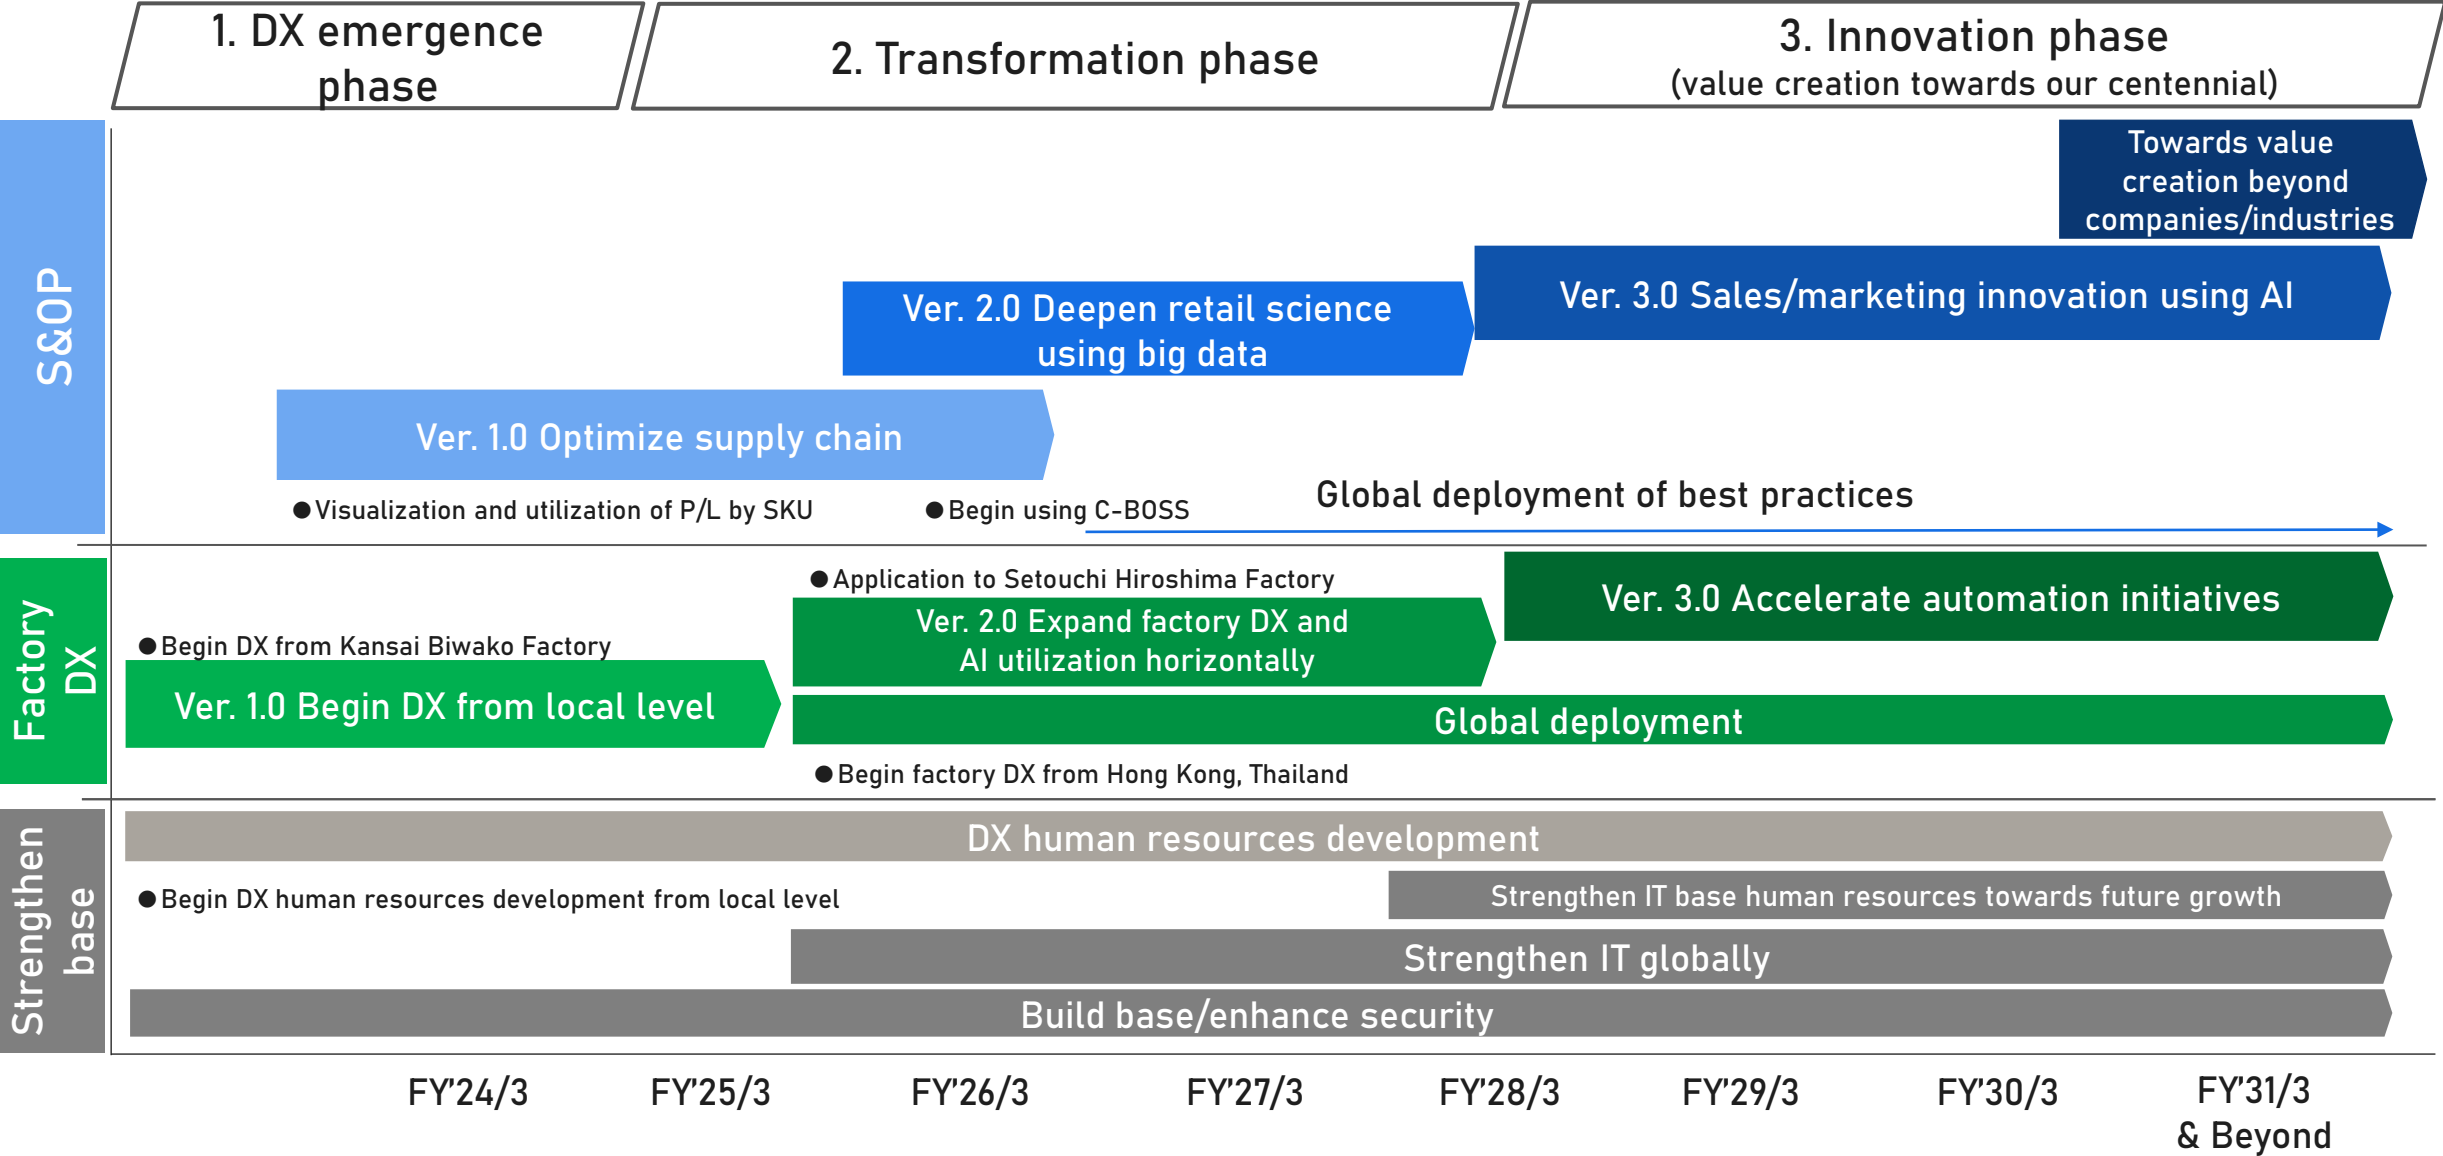 1. DX emergence
phase
2. Transformation phase
3. Innovation phase
(value creation towards our centennial)
S&OP
Towards value
creation beyond
companies/industries
Ver. 3.0 Sales/marketing innovation using AI
Ver. 2.0 Deepen retail science
using big data
Ver. 1.0 Optimize supply chain
●Visualization and utilization of P/L by SKU
●Begin using C-BOSS
Global deployment of best practices
Factory
DX
●Application to Setouchi Hiroshima Factory
Ver. 3.0 Accelerate automation initiatives
Ver. 2.0 Expand factory DX and
AI utilization horizontally
●Begin DX from Kansai Biwako Factory
Ver. 1.0 Begin DX from local level
Global deployment
●Begin factory DX from Hong Kong, Thailand
Strengthen
base
DX human resources development
●Begin DX human resources development from local level
Strengthen IT base human resources towards future growth
Strengthen IT globally
Build base/enhance security
FY'24/3
FY'25/3
FY'26/3
FY'27/3
FY'28/3
FY'29/3
FY'30/3
FY'31/3
& Beyond